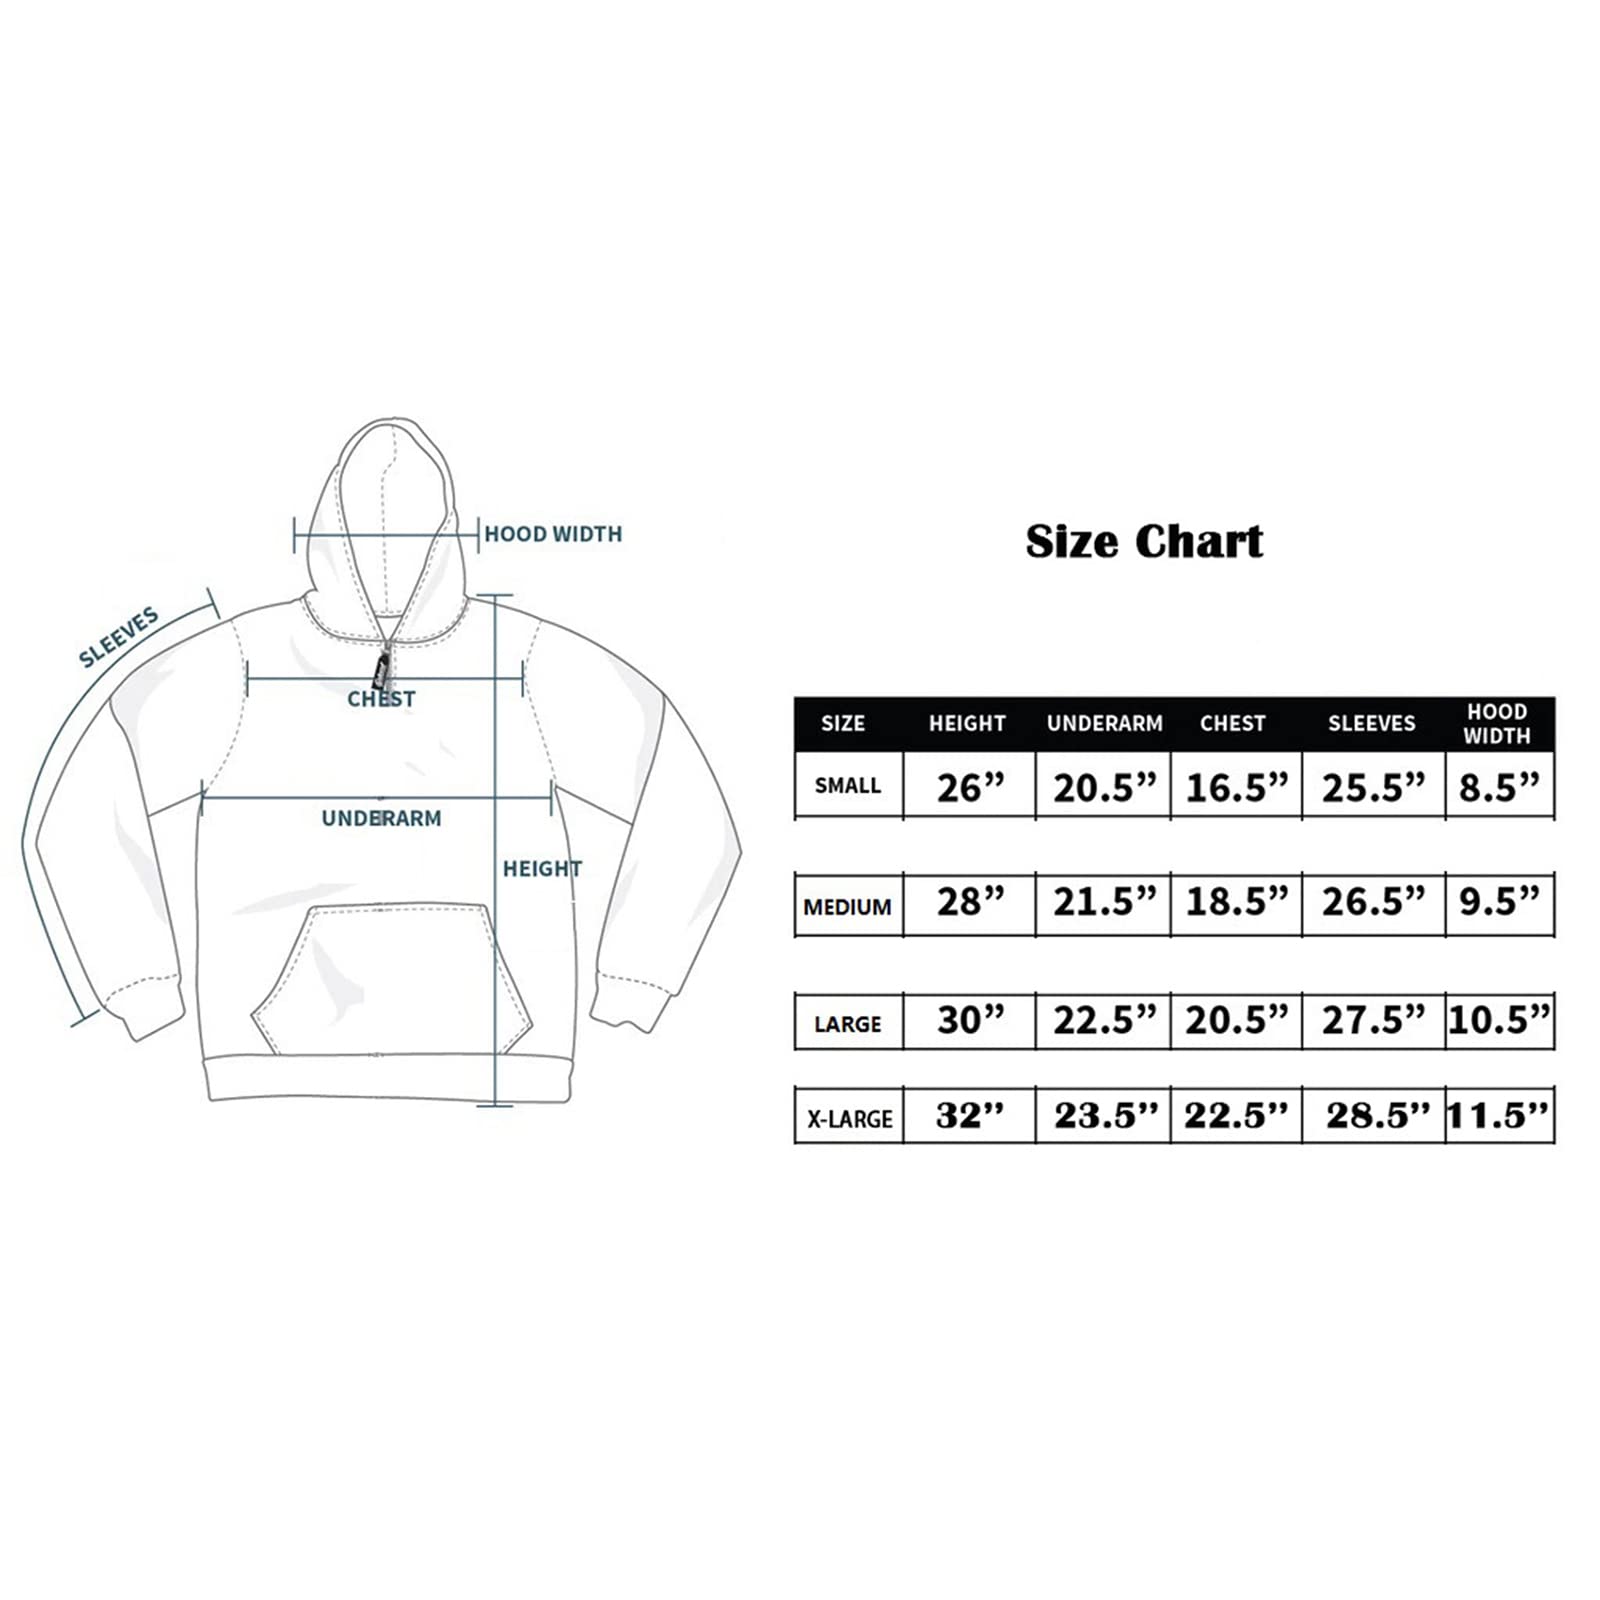 HOOD WIDTH
SLEEVES
CHEST
UNDERARM
HEIGHT
Size Chart
SIZE HEIGHT UNDERARM CHEST SLEEVES HOOD WIDTH
SMALL 26” 20.5” 16.5” 25.5” 8.5”
MEDIUM 28” 21.5” 18.5” 26.5” 9.5”
LARGE 30” 22.5” 20.5” 27.5” 10.5”
X-LARGE 32” 23.5” 22.5” 28.5” 11.5”